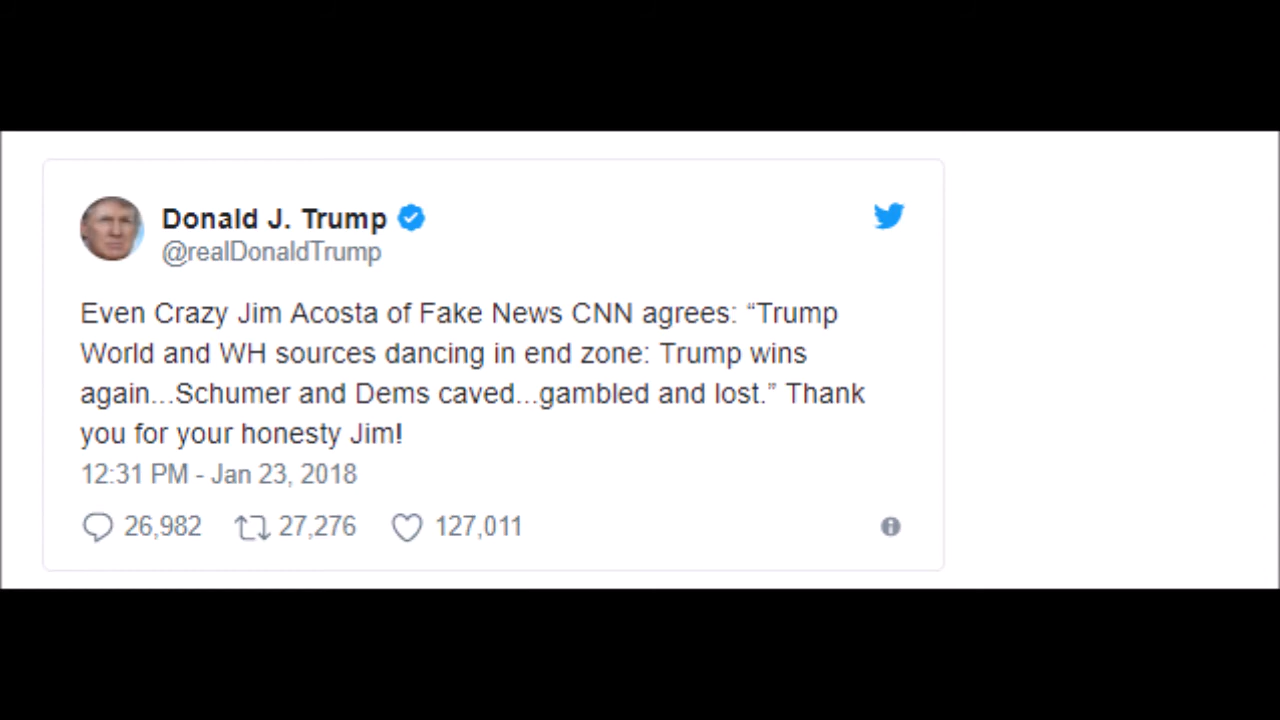 Donald J. Trump
@realDonaldTrump
Even Crazy Jim Acosta of Fake News CNN agrees: “Trump
World and WH sources dancing in end zone: Trump wins
again...Schumer and Dems caved...gambled and lost.” Thank
you for your honesty Jim!
12:31 PM - Jan 23, 2018
26,982 27,276 127,011